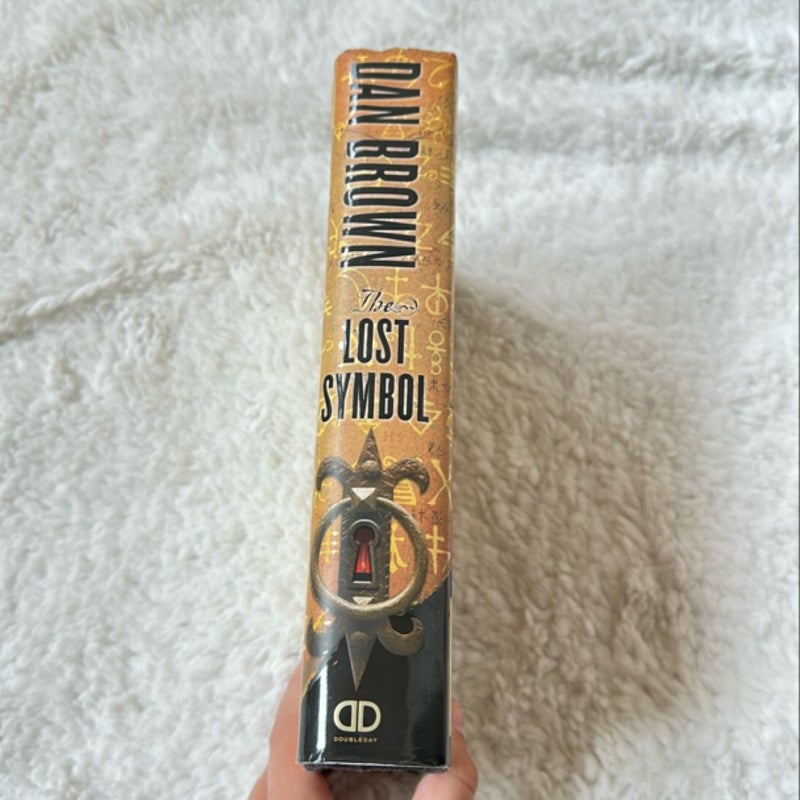 DAN BROWN
The
LOST
SYMBOL
DD
DOUBLEDAY